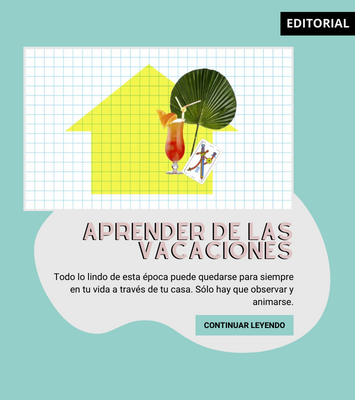 EDITORIAL
APRENDER DE LAS
VACACIONES
Todo lo lindo de esta época puede quedarse para siempre
en tu vida a través de tu casa. Sólo hay que observar y
animarse.
CONTINUAR LEYENDO